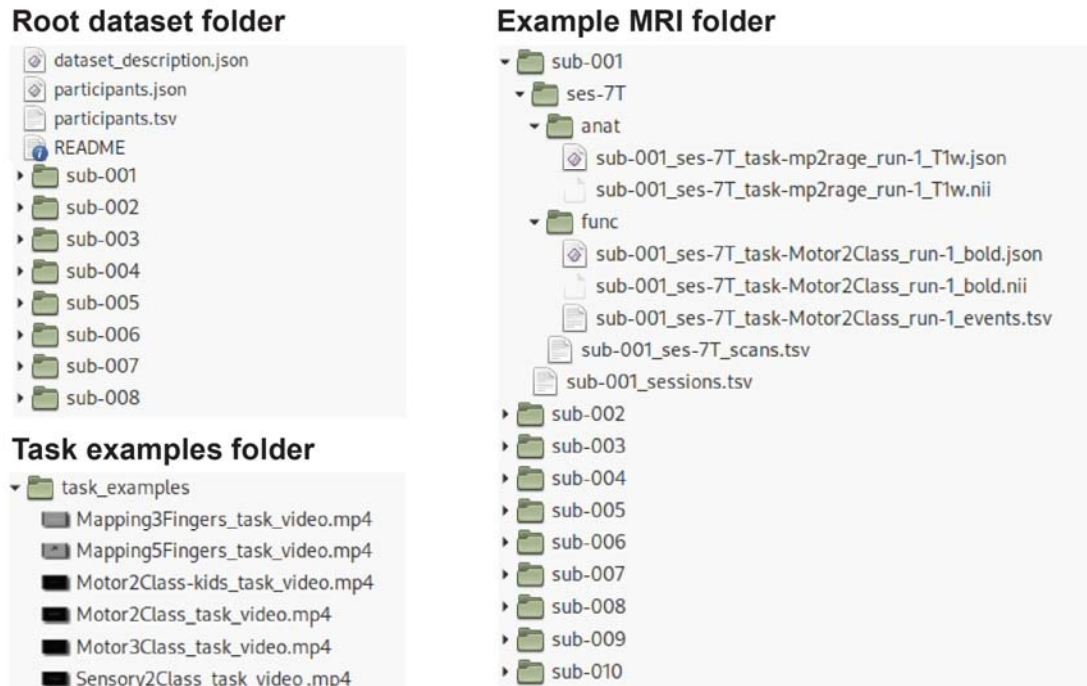 Root dataset folder
dataset_description.json
participants.json
participants.tsv
README
sub-001
sub-002
sub-003
sub-004
sub-005
sub-006
sub-007
sub-008
Task examples folder
task_examples
Mapping3Fingers_task_video.mp4
Mapping5Fingers_task_video.mp4
Motor2Class-kids_task_video.mp4
Motor2Class_task_video.mp4
Motor3Class_task_video.mp4
Sensory2Class_task_video.mp4
Example MRI folder
sub-001
ses-7T
anat
sub-001_ses-7T_task-mp2rage_run-1_T1w.json
sub-001_ses-7T_task-mp2rage_run-1_T1w.nii
func
sub-001_ses-7T_task-Motor2Class_run-1_bold.json
sub-001_ses-7T_task-Motor2Class_run-1_bold.nii
sub-001_ses-7T_task-Motor2Class_run-1_events.tsv
sub-001_ses-7T_scans.tsv
sub-001_sessions.tsv
sub-002
sub-003
sub-004
sub-005
sub-006
sub-007
sub-008
sub-009
sub-010